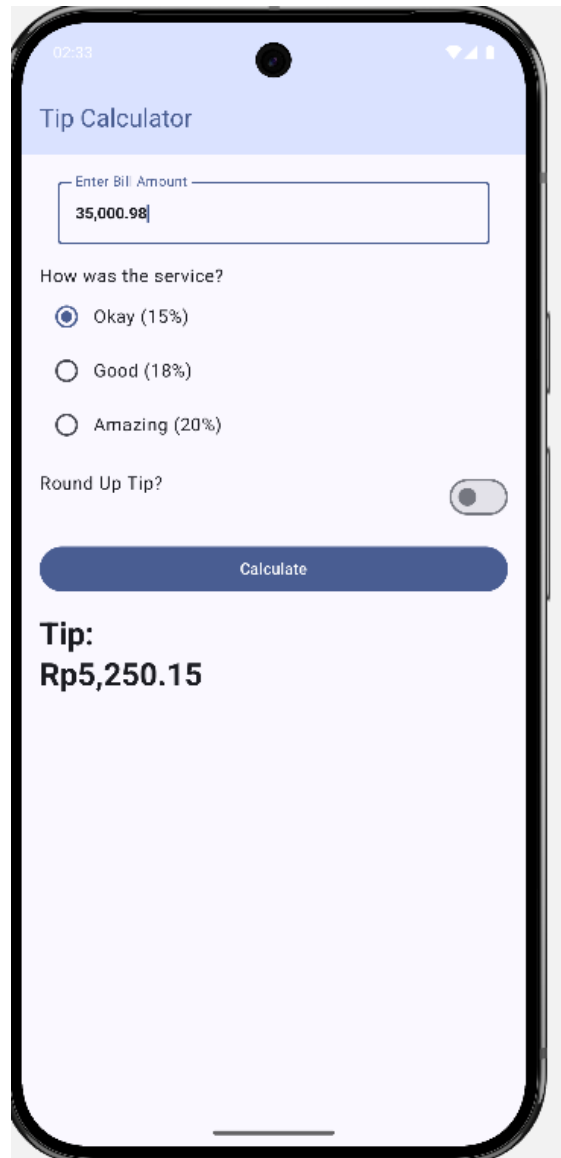 02:33
Tip Calculator
Enter Bill Amount
35,000.98
How was the service?
Okay (15%)
Good (18%)
Amazing (20%)
Round Up Tip?
Calculate
Tip:
Rp5,250.15